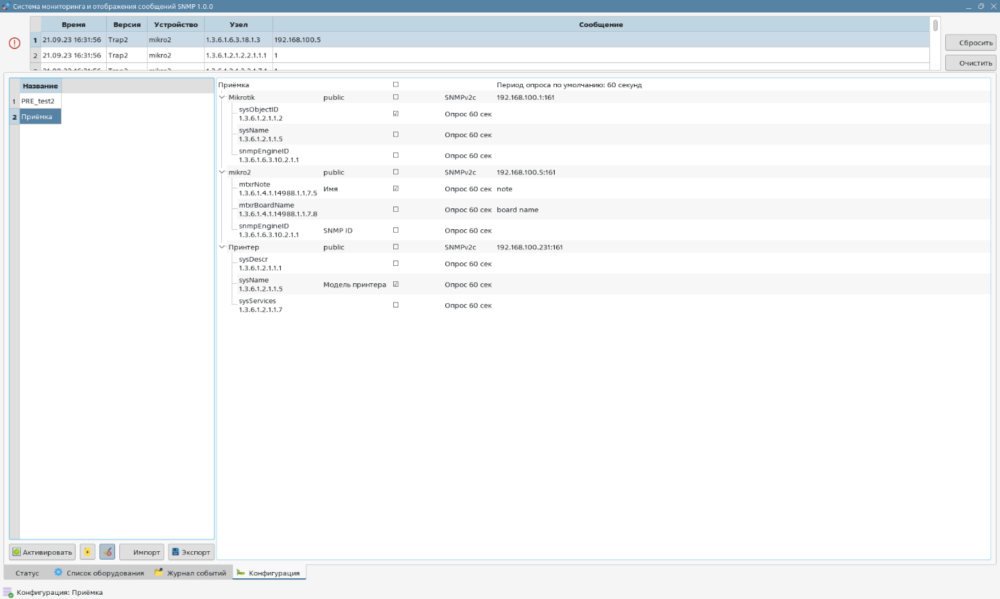 Система мониторинга и отображения сообщений SNMP 1.0.0
Время Версия Устройство Узел Сообщение
1 21.09.23 16:31:56 Trap2 mikro2 1.3.6.1.6.3.18.1.3 192.168.100.5
2 21.09.23 16:31:56 Trap2 mikro2 1.3.6.1.2.1.2.2.1.1.1 1
Сбросить
Очистить
Название
1 PRE_test2
2 Приёмка
Приёмка Период опроса по умолчанию: 60 секунд
Mikrotik public SNMPv2c 192.168.100.1:161
sysObjectID
1.3.6.1.2.1.1.2
Опрос 60 сек
sysName
1.3.6.1.2.1.1.5
Опрос 60 сек
snmpEngineID
1.3.6.1.6.3.10.2.1.1
Опрос 60 сек
mikro2 public SNMPv2c 192.168.100.5:161
mtxrNote
1.3.6.1.4.1.14988.1.1.7.5
Имя Опрос 60 сек note
mtxrBoardName
1.3.6.1.4.1.14988.1.1.7.8
Опрос 60 сек board name
snmpEngineID
1.3.6.1.6.3.10.2.1.1
SNMP ID Опрос 60 сек
Принтер public SNMPv2c 192.168.100.231:161
sysDescr
1.3.6.1.2.1.1.1
Опрос 60 сек
sysName
1.3.6.1.2.1.1.5
Модель принтера Опрос 60 сек
sysServices
1.3.6.1.2.1.1.7
Опрос 60 сек
Активировать Импорт Экспорт
Статус Список оборудования Журнал событий Конфигурация
Конфигурация: Приёмка